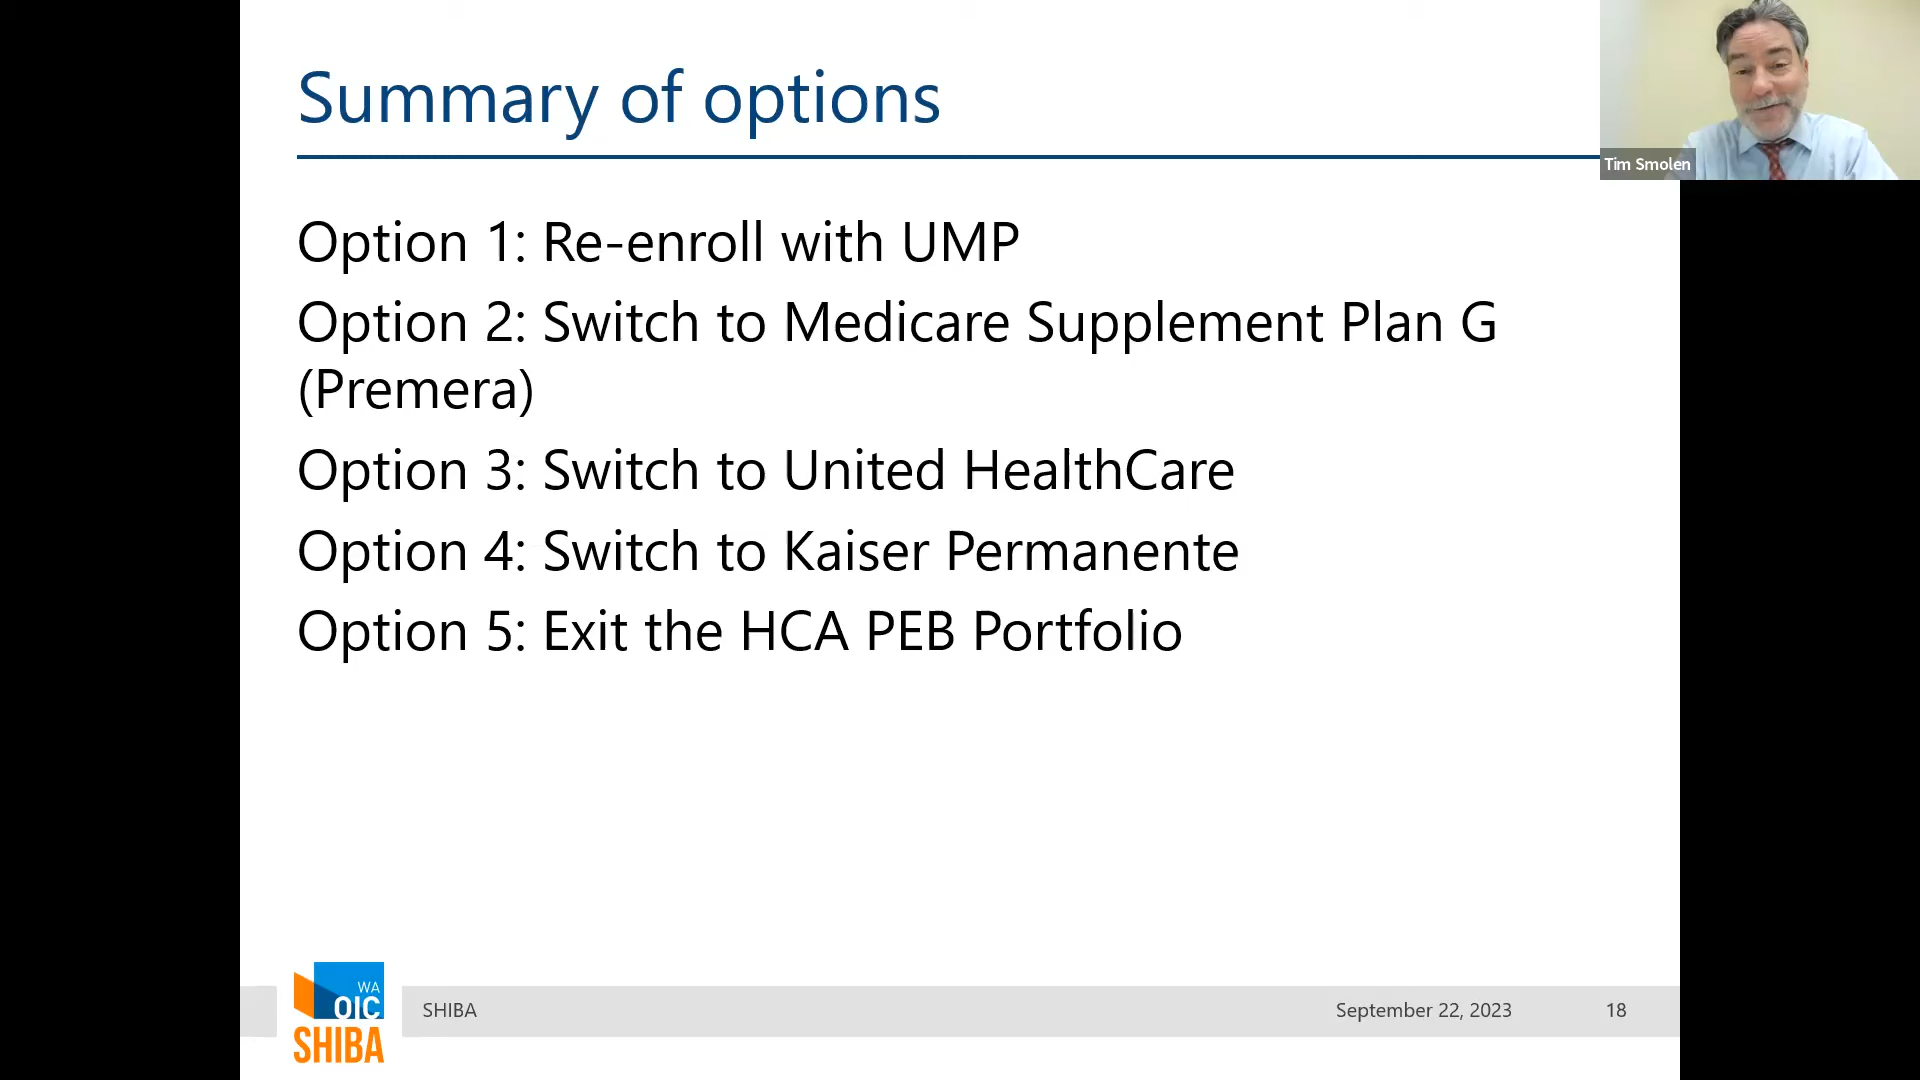 Summary of options
Tim Smolen
Option 1: Re-enroll with UMP
Option 2: Switch to Medicare Supplement Plan G
(Premera)
Option 3: Switch to United HealthCare
Option 4: Switch to Kaiser Permanente
Option 5: Exit the HCA PEB Portfolio
WA
OIC
SHIBA
SHIBA
September 22, 2023
18